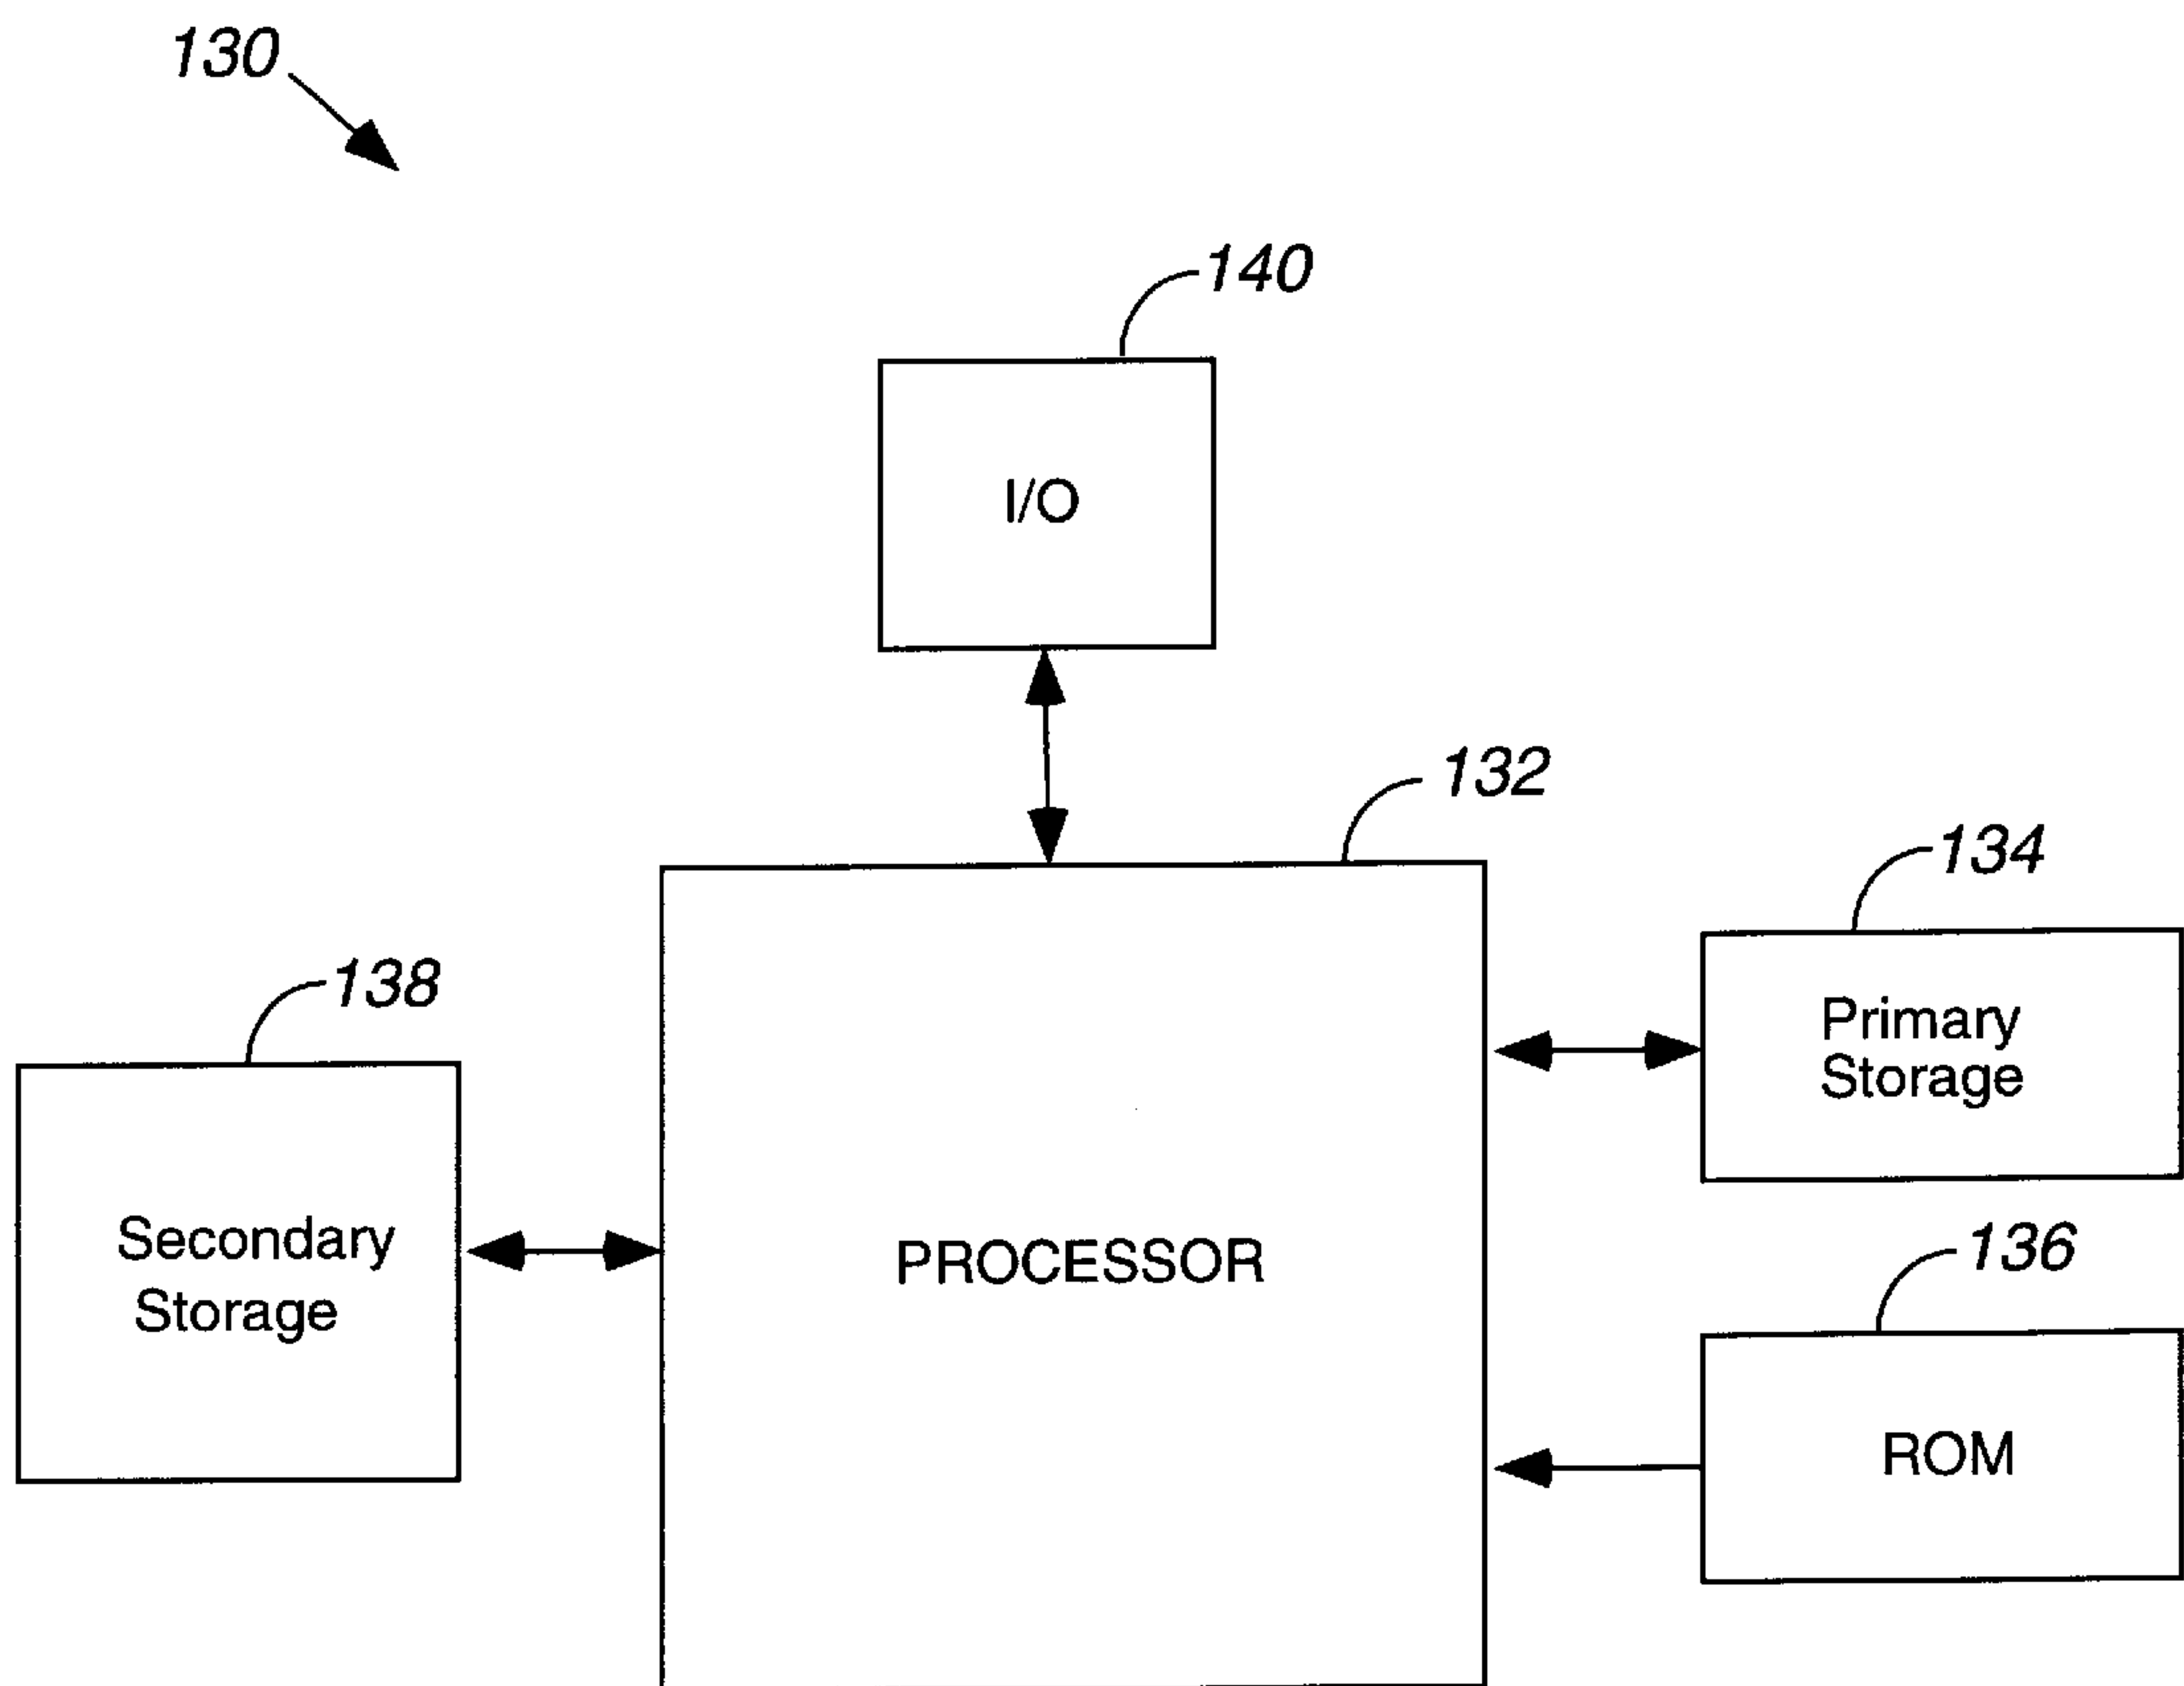 130
140
I/O
132
134
Primary
Storage
138
Secondary
Storage
PROCESSOR
136
ROM